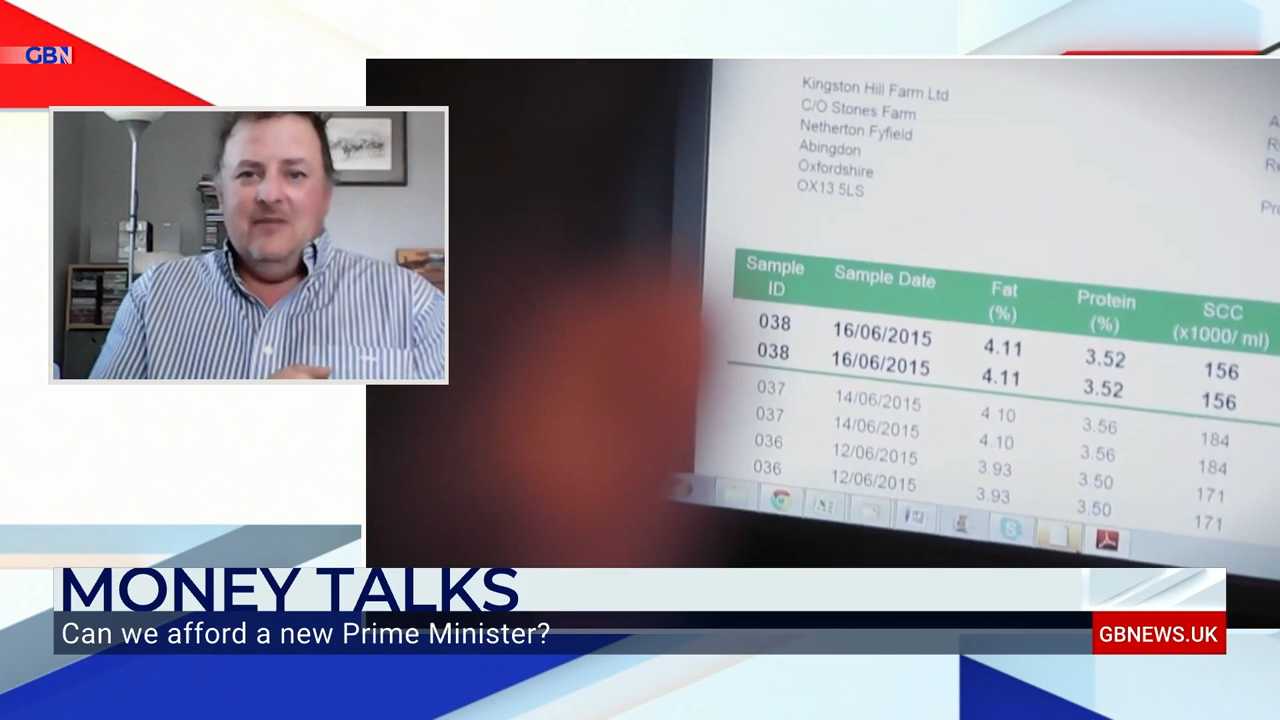 GBN
Kingston Hill Farm Ltd
C/O Stones Farm
Netherton Fyfield
Abingdon
Oxfordshire
OX13 5LS
Sample ID Sample Date Fat (%) Protein (%) SCC (x1000/ ml)
038 16/06/2015 4.11 3.52 156
038 16/06/2015 4.11 3.52 156
037 14/06/2015 4.10 3.56 184
037 14/06/2015 4.10 3.56 184
036 12/06/2015 3.93 3.50 171
036 12/06/2015 3.93 3.50 171
MONEY TALKS
Can we afford a new Prime Minister?
GBNEWS.UK